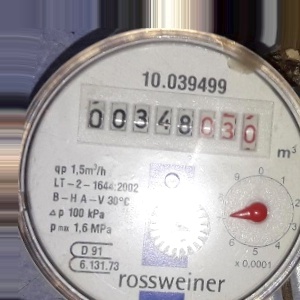 10.039499
00348030
m³
qp 1,5m³/h
LT-2-1644:2002
B-H A-V 30°C
Δp 100 kPa
p max 1,6 MPa
D 91
6.131.73
x 0,0001
rossweiner